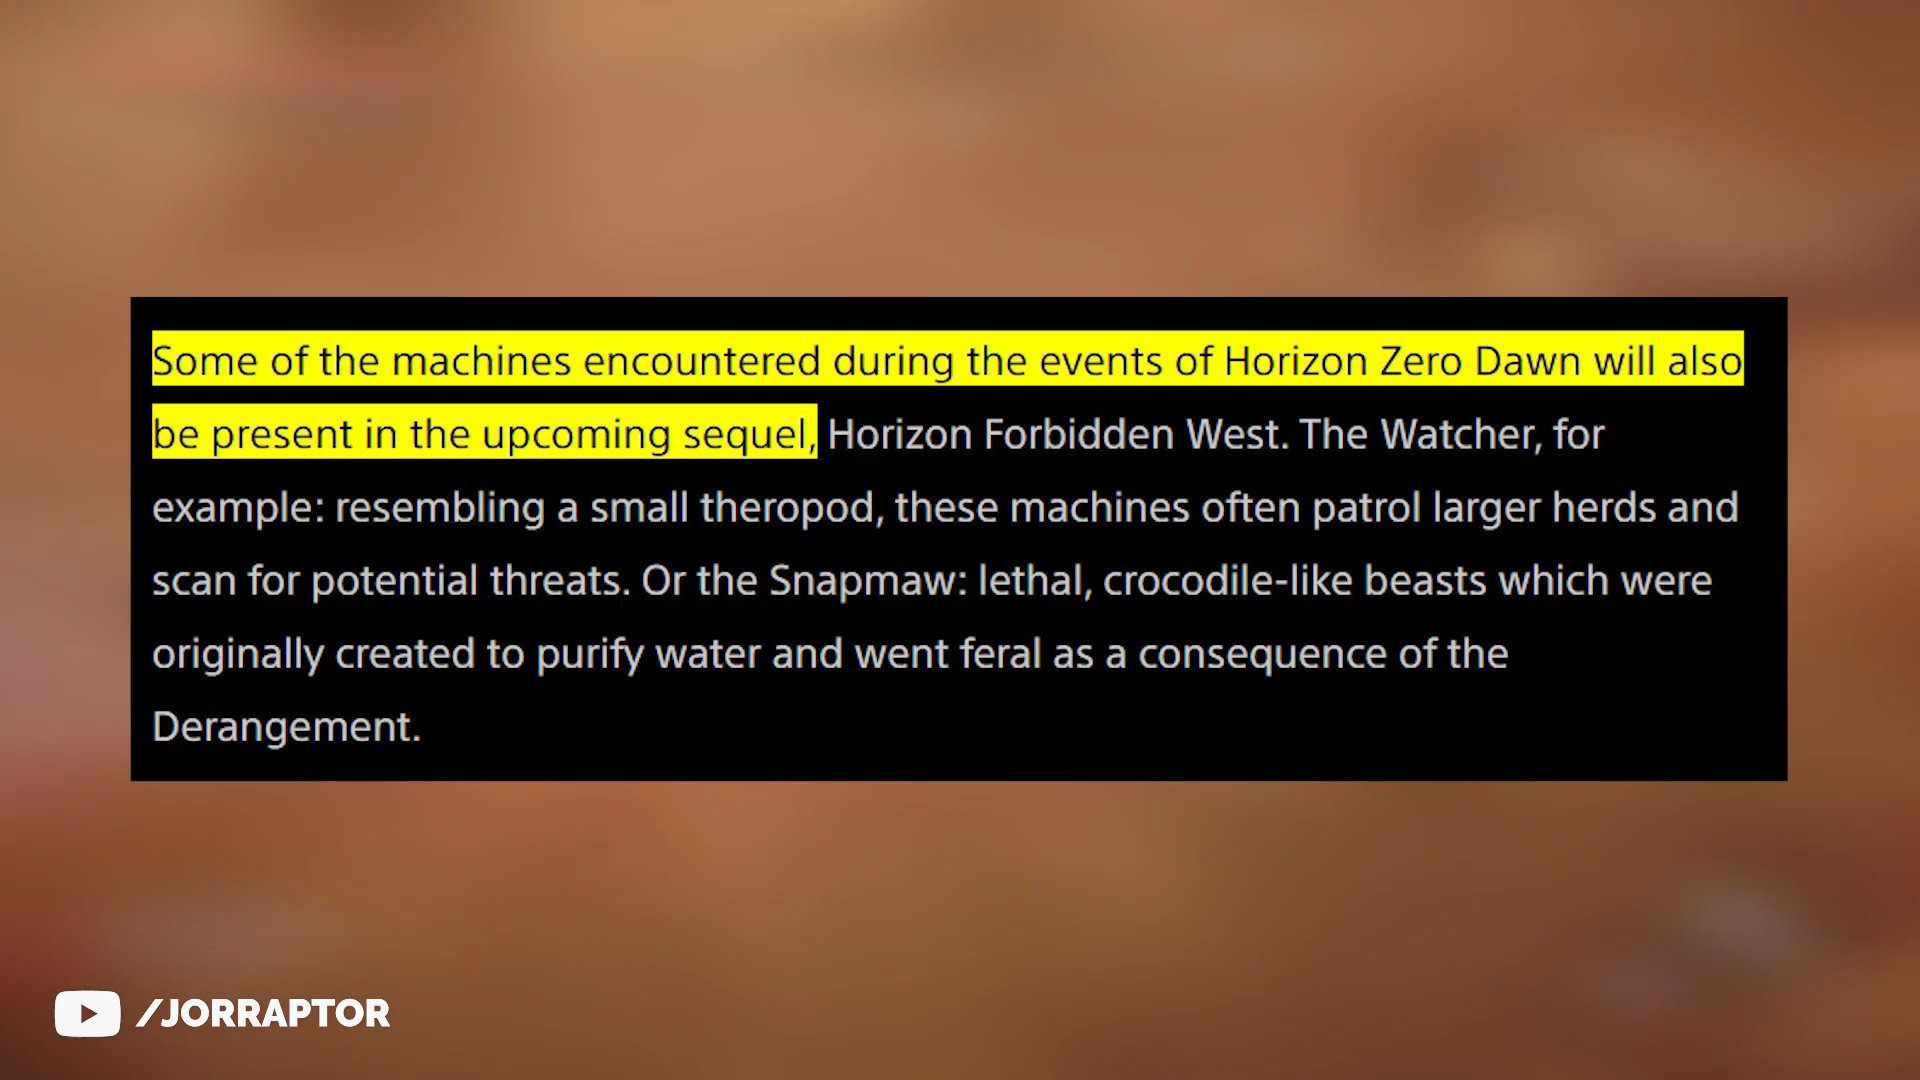 Some of the machines encountered during the events of Horizon Zero Dawn will also
be present in the upcoming sequel, Horizon Forbidden West. The Watcher, for
example: resembling a small theropod, these machines often patrol larger herds and
scan for potential threats. Or the Snapmaw: lethal, crocodile-like beasts which were
originally created to purify water and went feral as a consequence of the
Derangement.
/JORRAPTOR